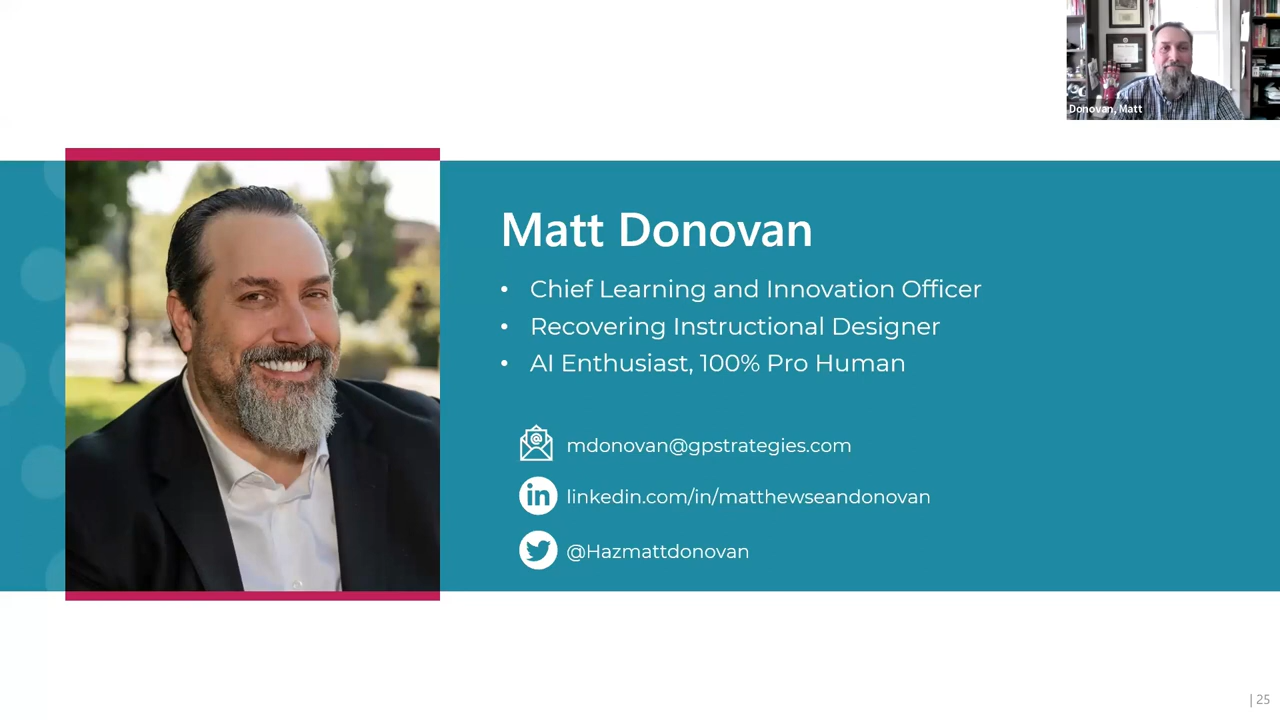 Donovan, Matt
Matt Donovan
• Chief Learning and Innovation Officer
• Recovering Instructional Designer
• AI Enthusiast, 100% Pro Human
mdonovan@gpstrategies.com
in linkedin.com/in/matthewseandonovan
@Hazmattdonovan
| 25